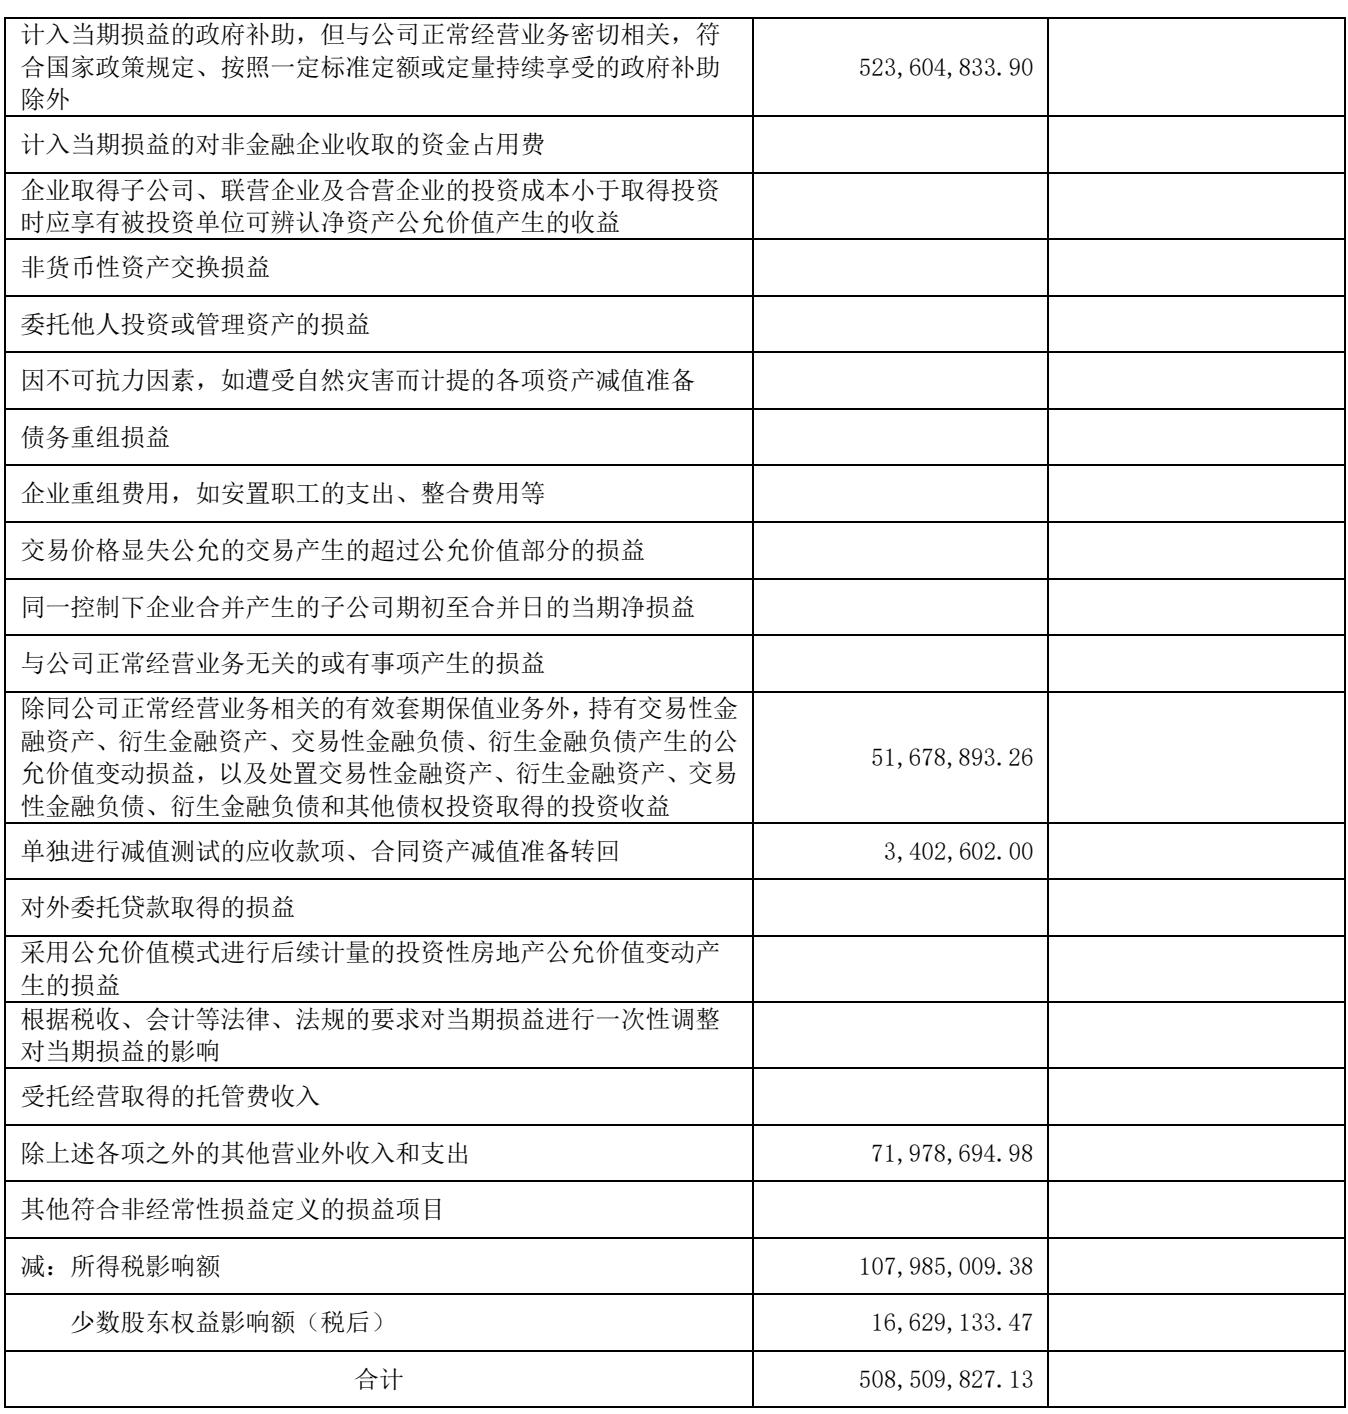 计入当期损益的政府补助，但与公司正常经营业务密切相关，符
合国家政策规定、按照一定标准定额或定量持续享受的政府补助
除外
523,604,833.90
计入当期损益的对非金融企业收取的资金占用费
企业取得子公司、联营企业及合营企业的投资成本小于取得投资
时应享有被投资单位可辨认净资产公允价值产生的收益
非货币性资产交换损益
委托他人投资或管理资产的损益
因不可抗力因素，如遭受自然灾害而计提的各项资产减值准备
债务重组损益
企业重组费用，如安置职工的支出、整合费用等
交易价格显失公允的交易产生的超过公允价值部分的损益
同一控制下企业合并产生的子公司期初至合并日的当期净损益
与公司正常经营业务无关的或有事项产生的损益
除同公司正常经营业务相关的有效套期保值业务外，持有交易性金
融资产、衍生金融资产、交易性金融负债、衍生金融负债产生的公
允价值变动损益，以及处置交易性金融资产、衍生金融资产、交易
性金融负债、衍生金融负债和其他债权投资取得的投资收益
51,678,893.26
单独进行减值测试的应收款项、合同资产减值准备转回
3,402,602.00
对外委托贷款取得的损益
采用公允价值模式进行后续计量的投资性房地产公允价值变动产
生的损益
根据税收、会计等法律、法规的要求对当期损益进行一次性调整
对当期损益的影响
受托经营取得的托管费收入
除上述各项之外的其他营业外收入和支出
71,978,694.98
其他符合非经常性损益定义的损益项目
减：所得税影响额
107,985,009.38
少数股东权益影响额（税后）
16,629,133.47
合计
508,509,827.13